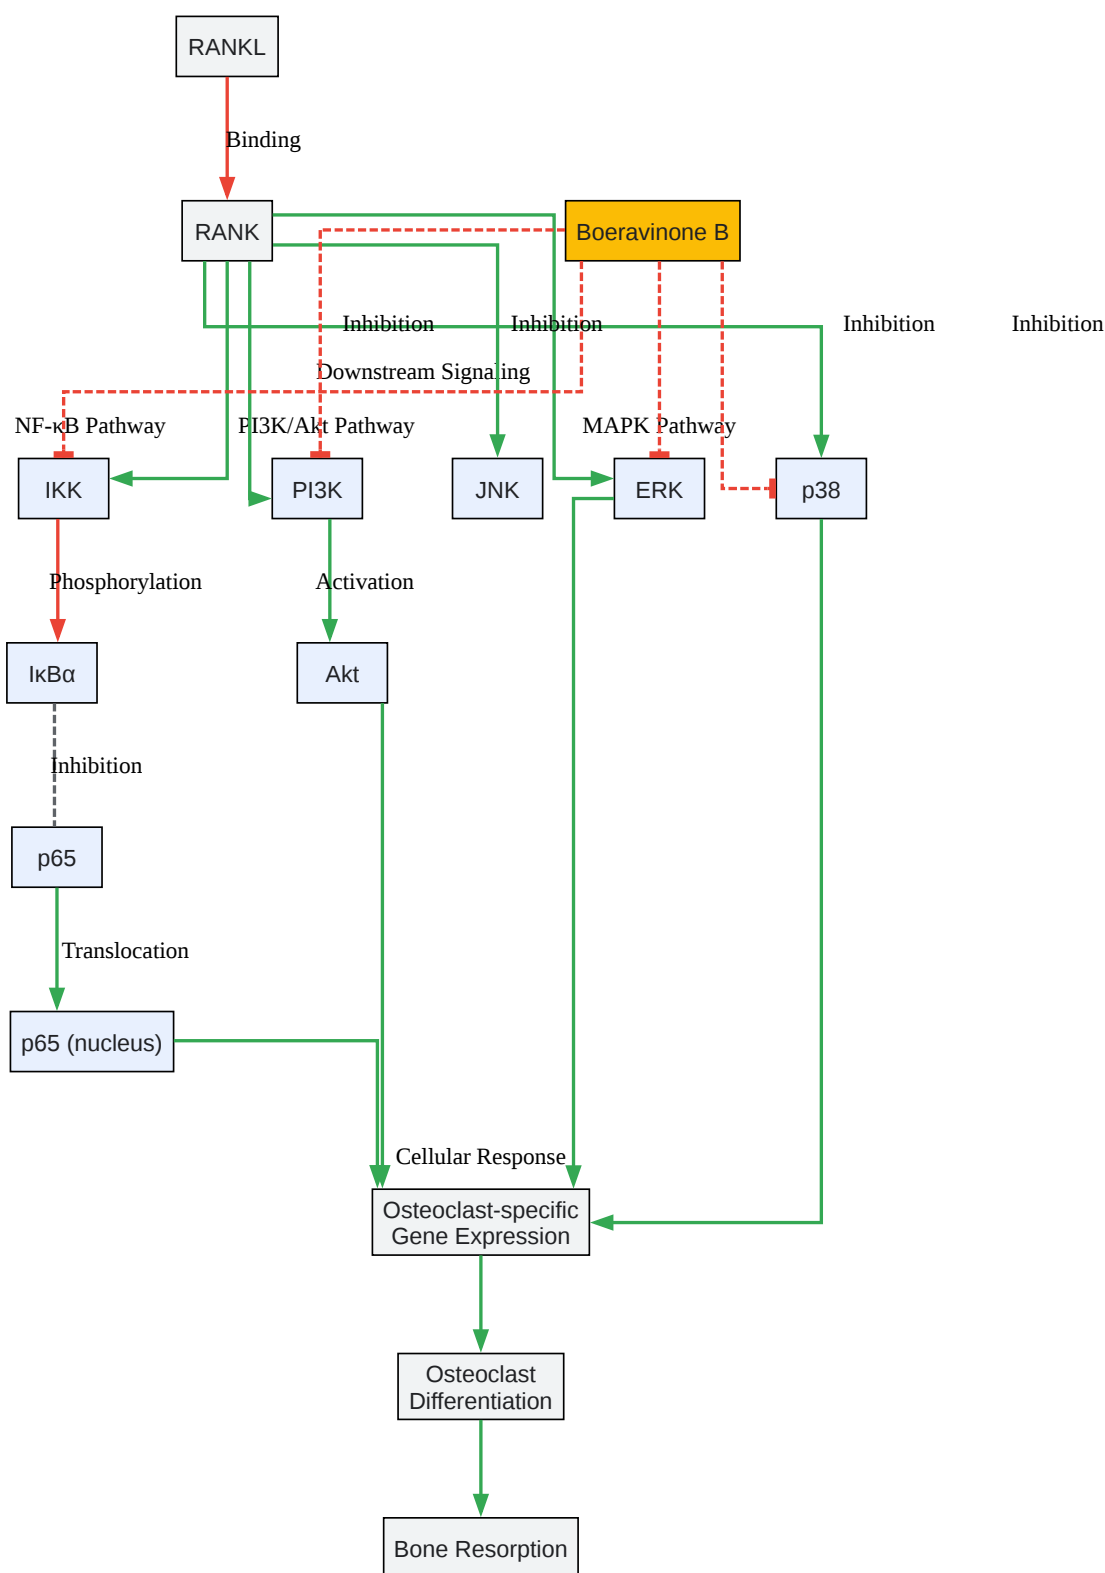 RANKL
Binding
RANK
Boeravinone B
Inhibition
Inhibition
Inhibition
Inhibition
Downstream Signaling
NF-κB Pathway
PI3K/Akt Pathway
MAPK Pathway
IKK
PI3K
JNK
ERK
p38
Phosphorylation
Activation
IκBα
Akt
Inhibition
p65
Translocation
p65 (nucleus)
Cellular Response
Osteoclast-specific
Gene Expression
Osteoclast
Differentiation
Bone Resorption